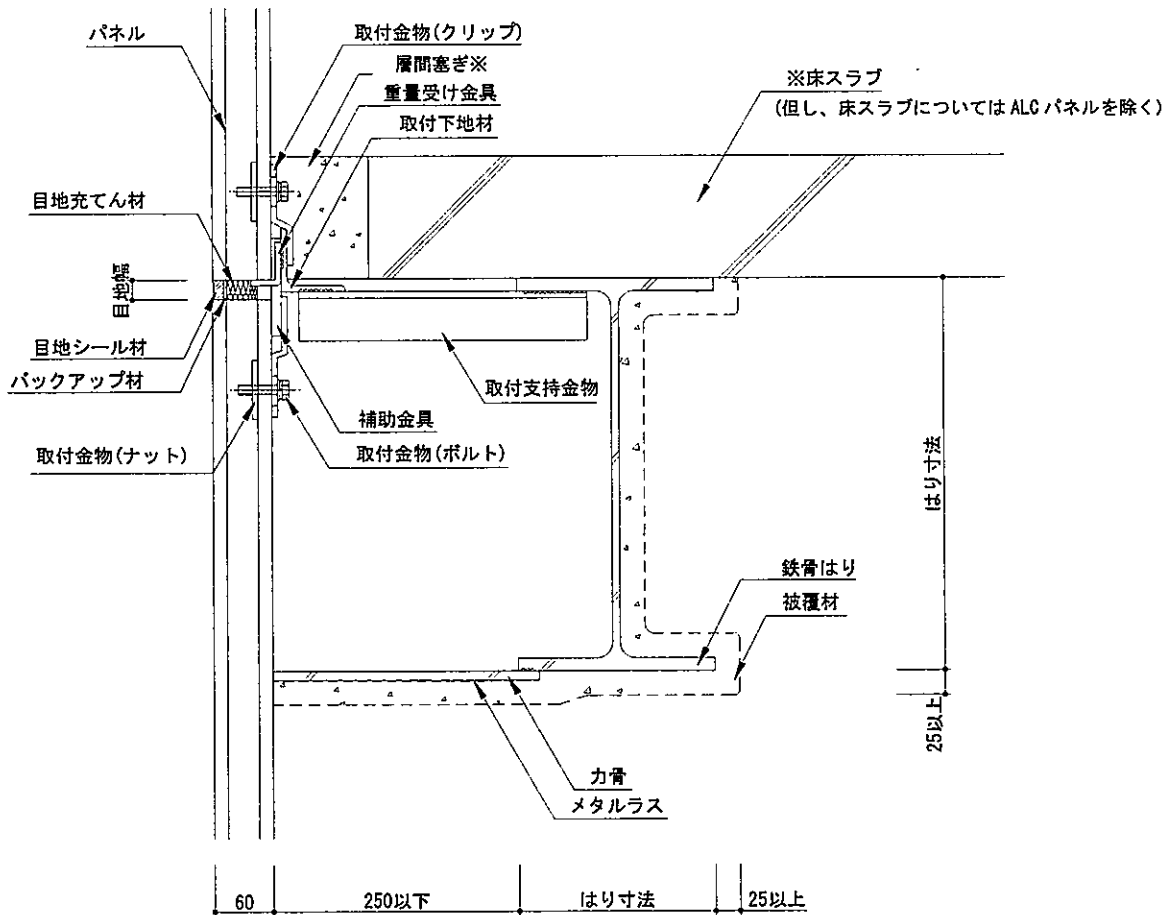 パネル
取付金物(クリップ)
層間塞ぎ※
重量受け金具
取付下地材
※床スラブ
(但し、床スラブについてはALCパネルを除く)
目地充てん材
目地幅
目地シール材
バックアップ材
取付金物(ナット)
取付支持金物
補助金具
取付金物(ボルト)
はり寸法
鉄骨はり
被覆材
25以上
力骨
メタルラス
60
250以下
はり寸法
25以上